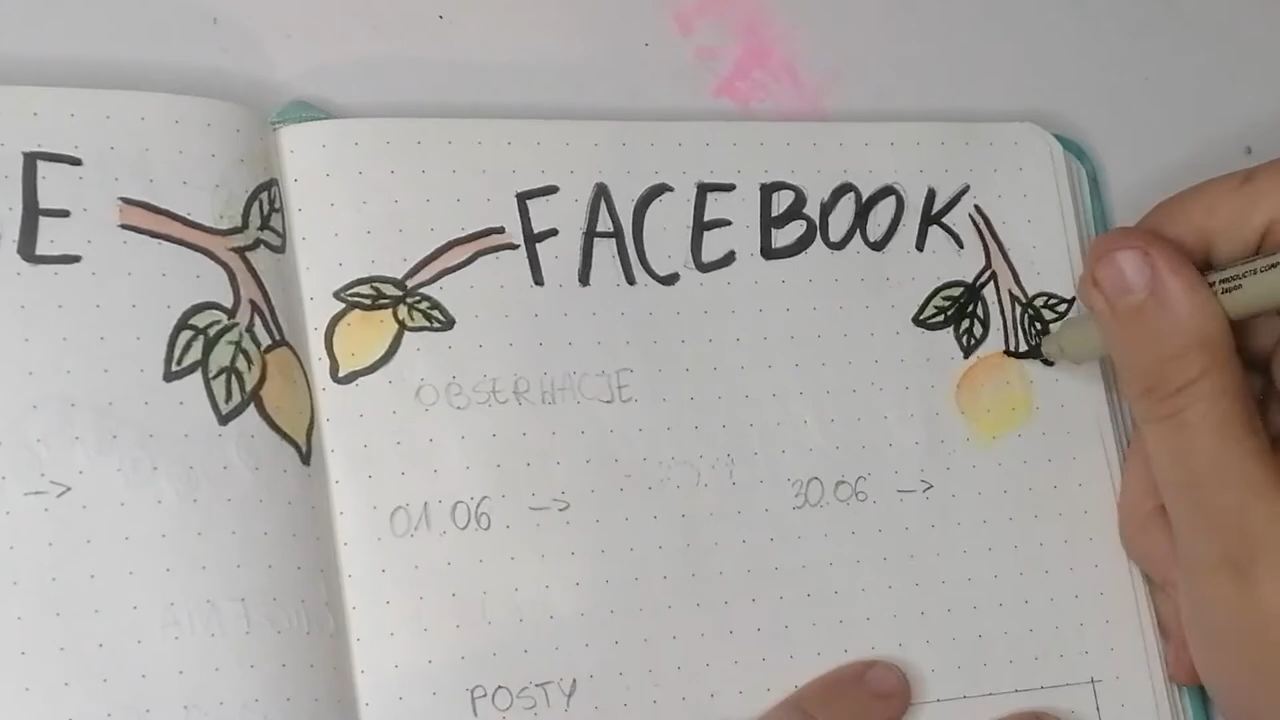 E
FACEBOOK
OBSERWACJE
01.06 →
30.06 →
→
POSTY